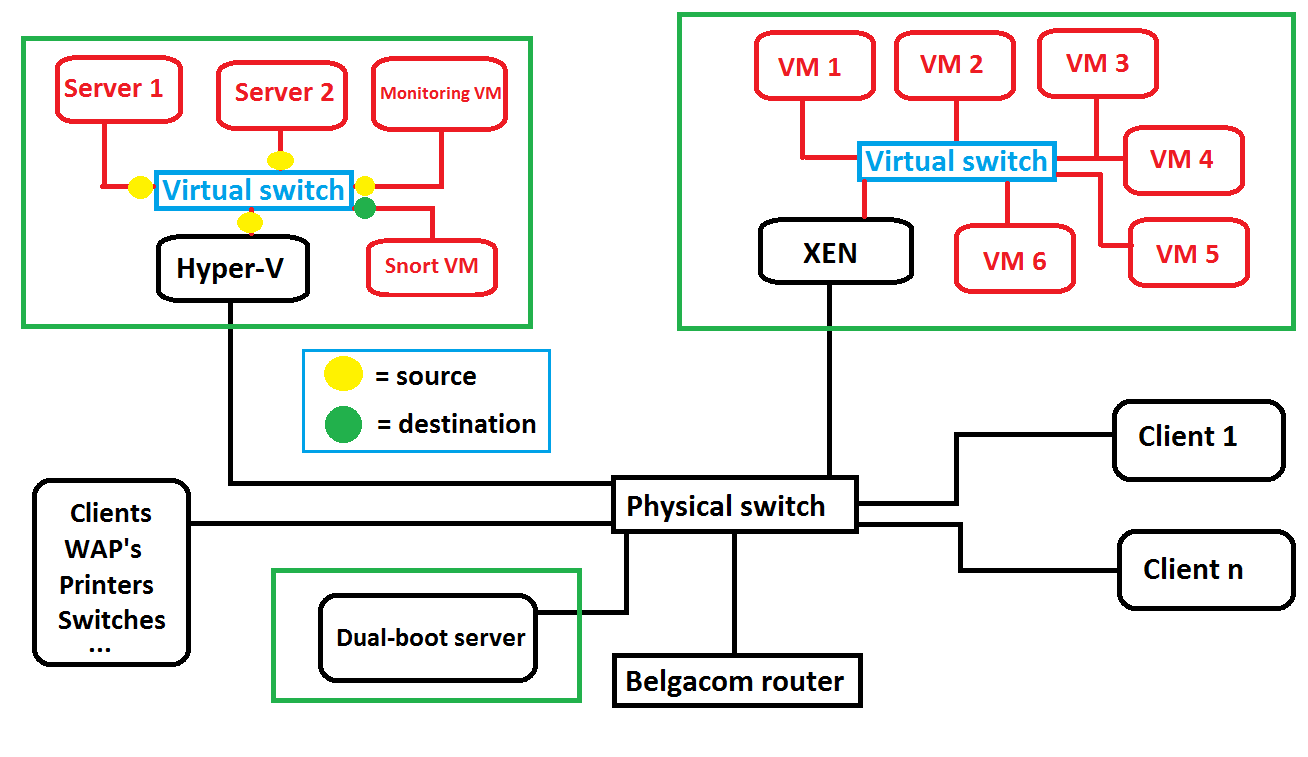 Server 1
Server 2
Monitoring VM
Virtual switch
Hyper-V
Snort VM
VM 1
VM 2
VM 3
Virtual switch
VM 4
XEN
VM 6
VM 5
= source
= destination
Clients
WAP's
Printers
Switches
...
Physical switch
Client 1
Client n
Dual-boot server
Belgacom router